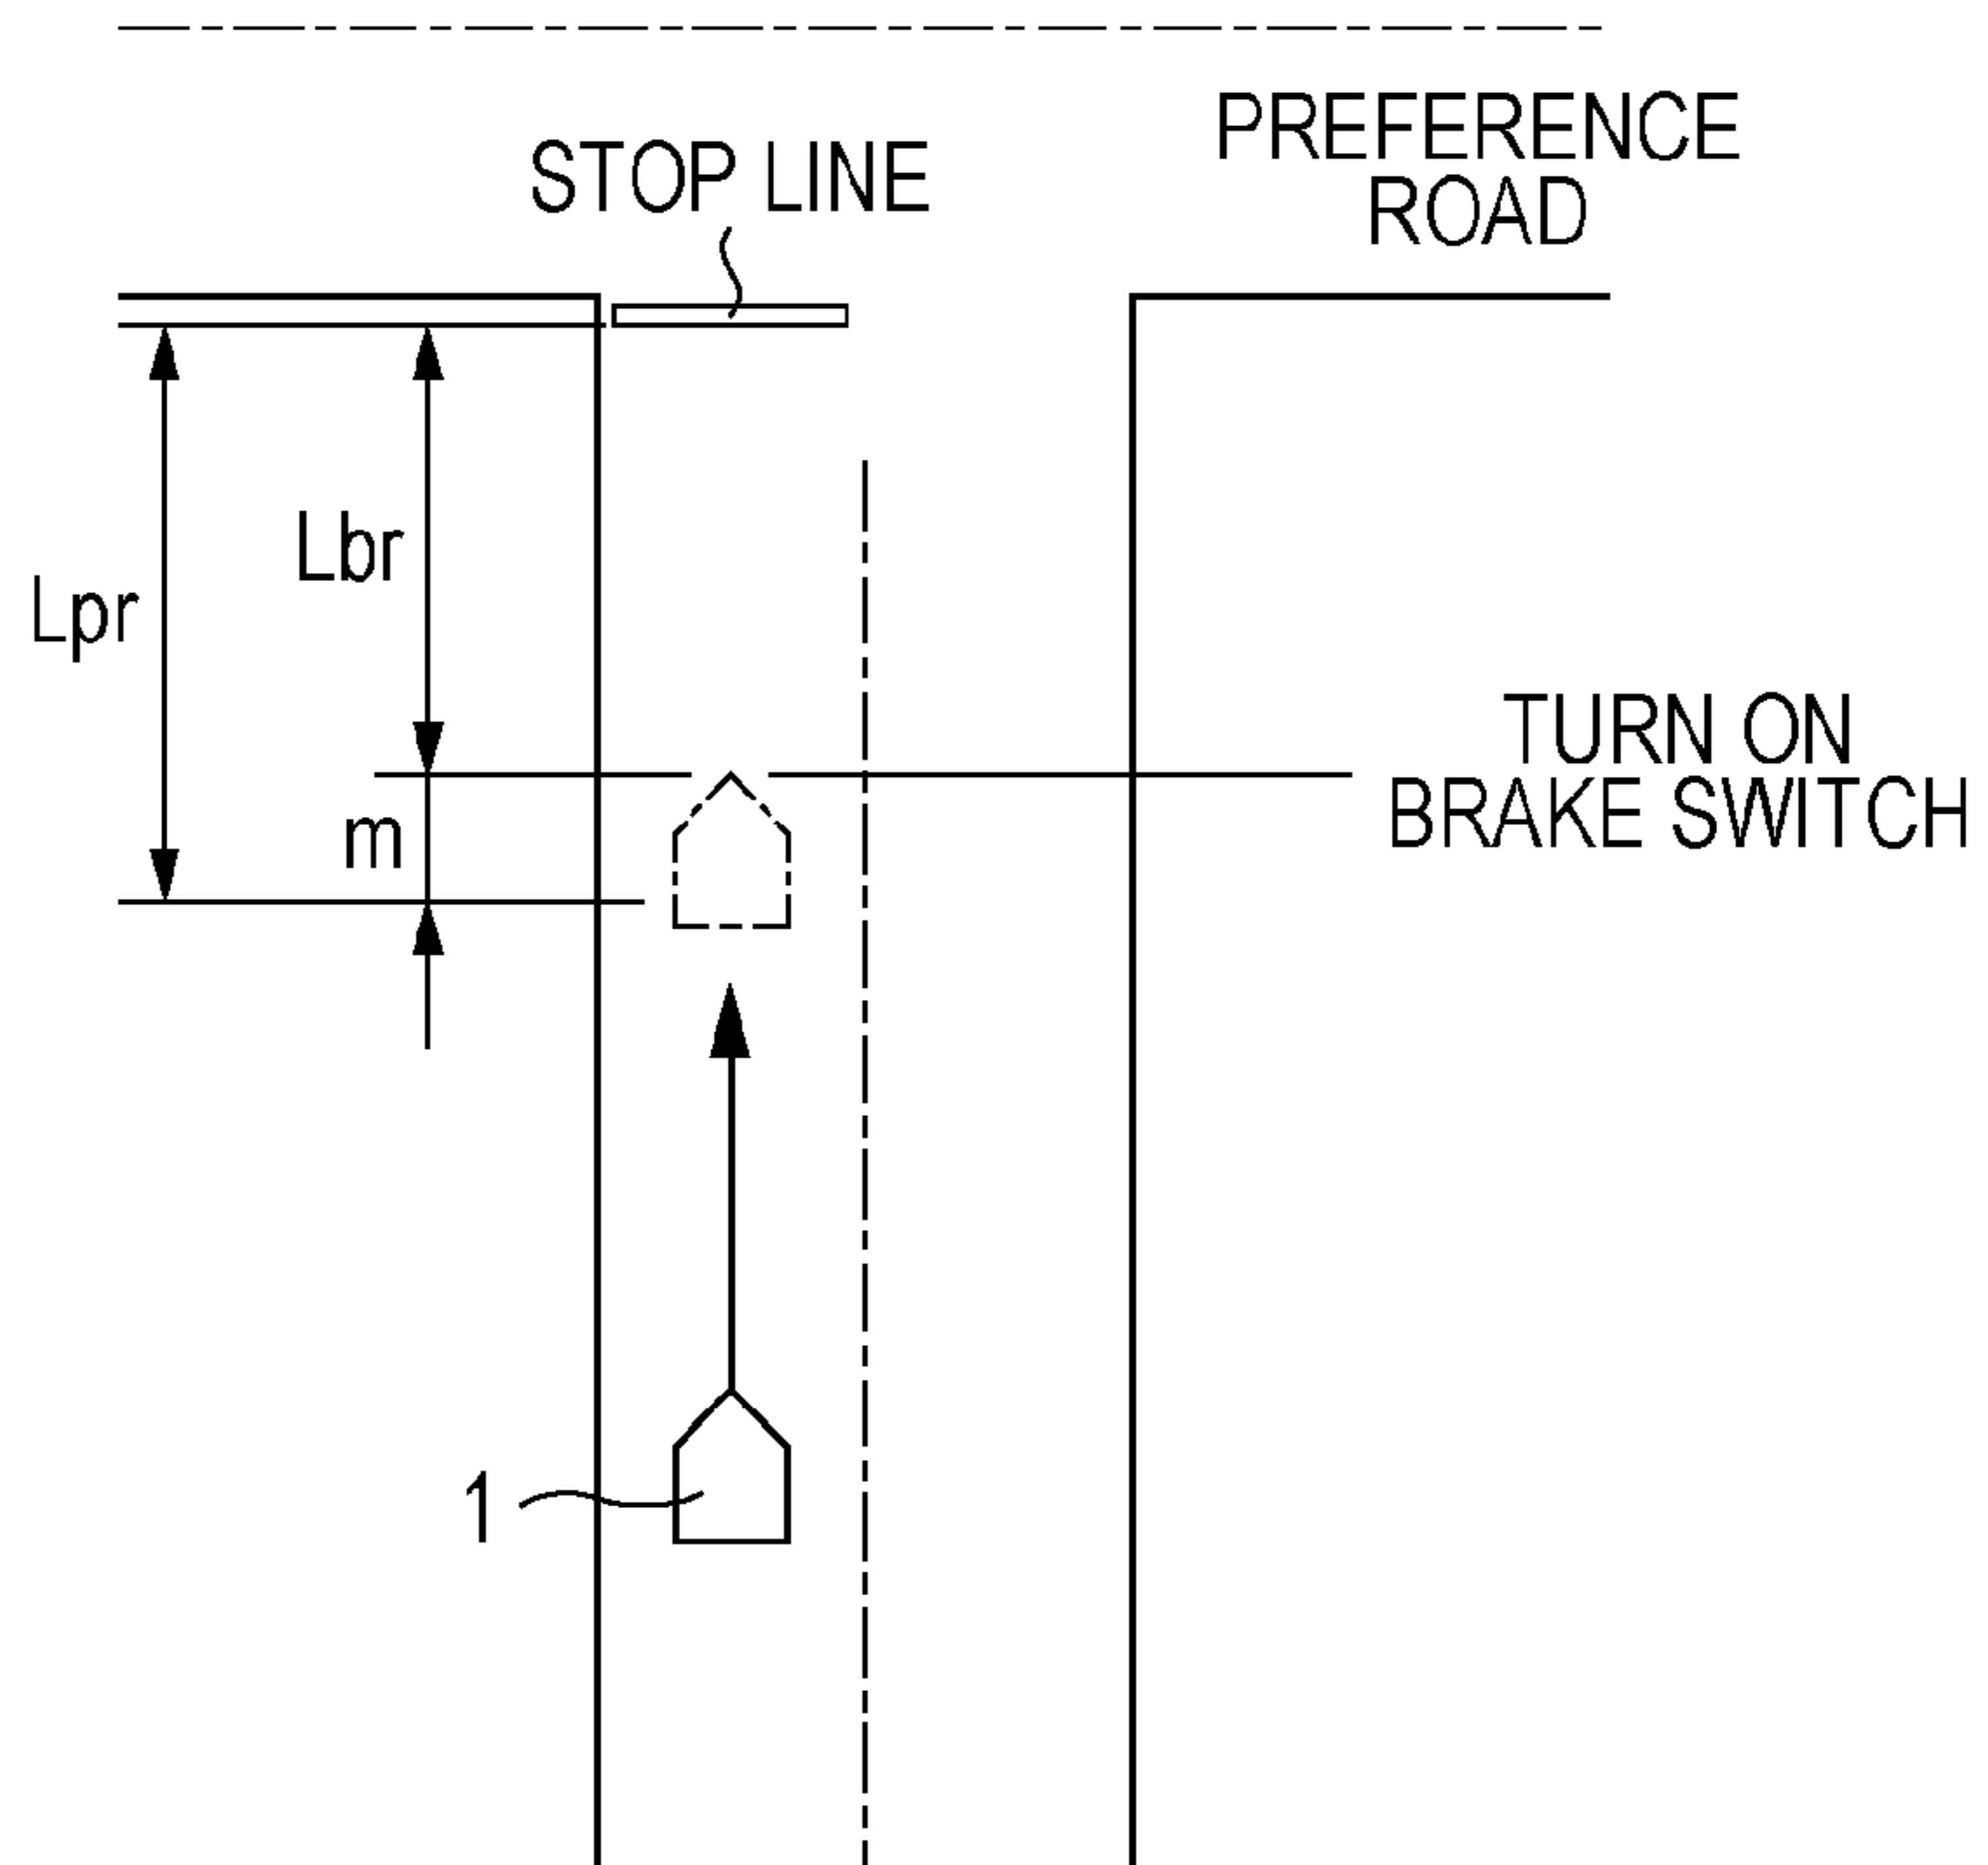 PREFERENCE
ROAD
STOP LINE
Lbr
Lpr
TURN ON
BRAKE SWITCH
m
1